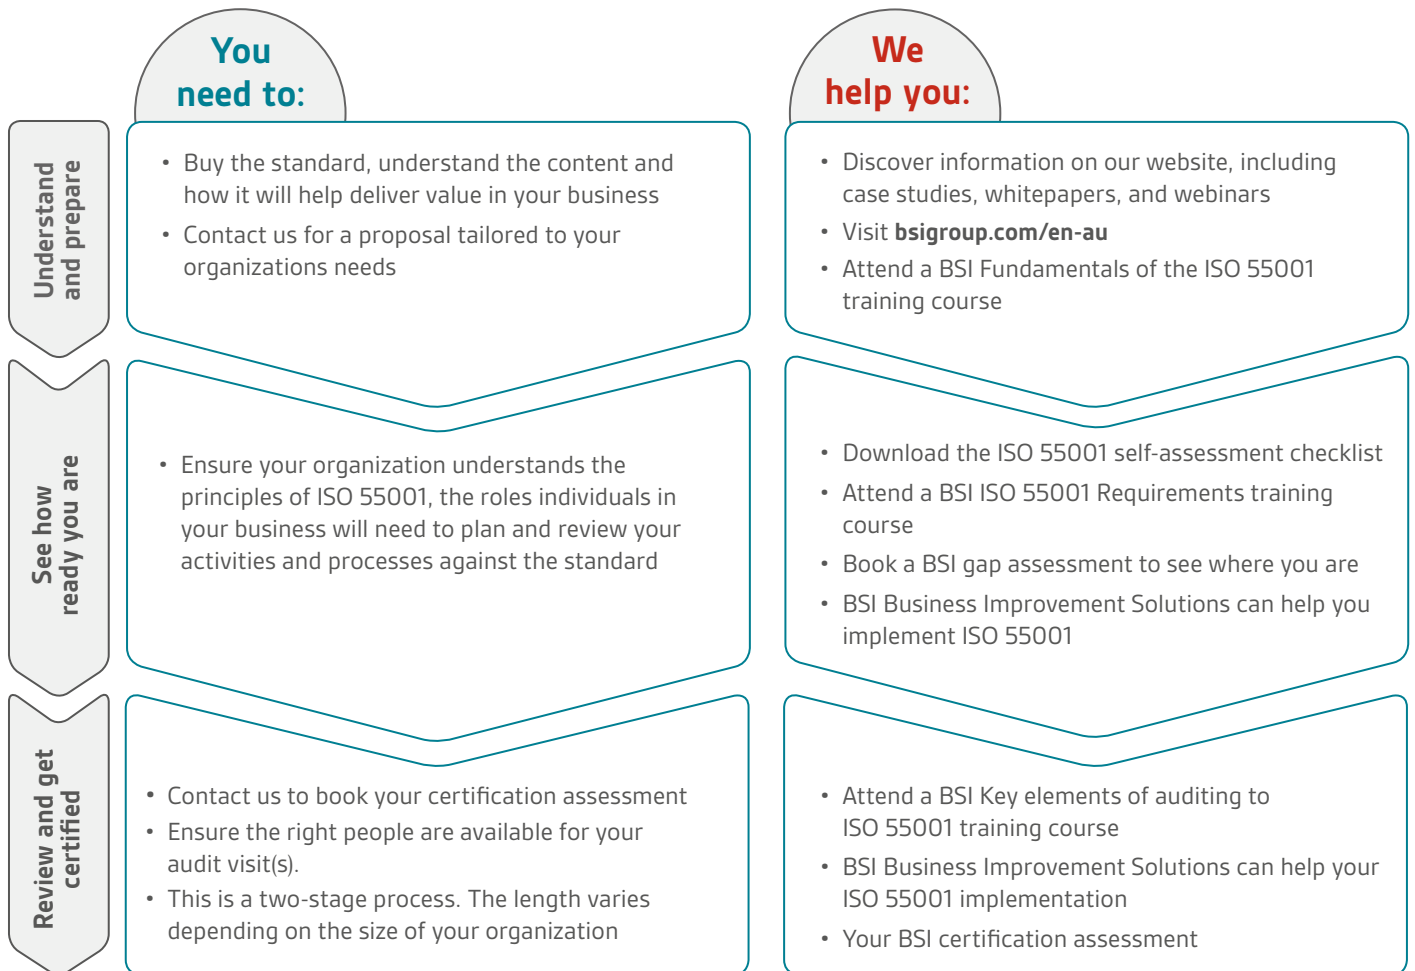 You
need to:
We
help you:
Understand
and prepare
• Buy the standard, understand the content and
how it will help deliver value in your business
• Contact us for a proposal tailored to your
organizations needs
• Discover information on our website, including
case studies, whitepapers, and webinars
• Visit bsigroup.com/en-au
• Attend a BSI Fundamentals of the ISO 55001
training course
See how
ready you are
• Ensure your organization understands the
principles of ISO 55001, the roles individuals in
your business will need to plan and review your
activities and processes against the standard
• Download the ISO 55001 self-assessment checklist
• Attend a BSI ISO 55001 Requirements training
course
• Book a BSI gap assessment to see where you are
• BSI Business Improvement Solutions can help you
implement ISO 55001
Review and get
certified
• Contact us to book your certification assessment
• Ensure the right people are available for your
audit visit(s).
• This is a two-stage process. The length varies
depending on the size of your organization
• Attend a BSI Key elements of auditing to
ISO 55001 training course
• BSI Business Improvement Solutions can help your
ISO 55001 implementation
• Your BSI certification assessment